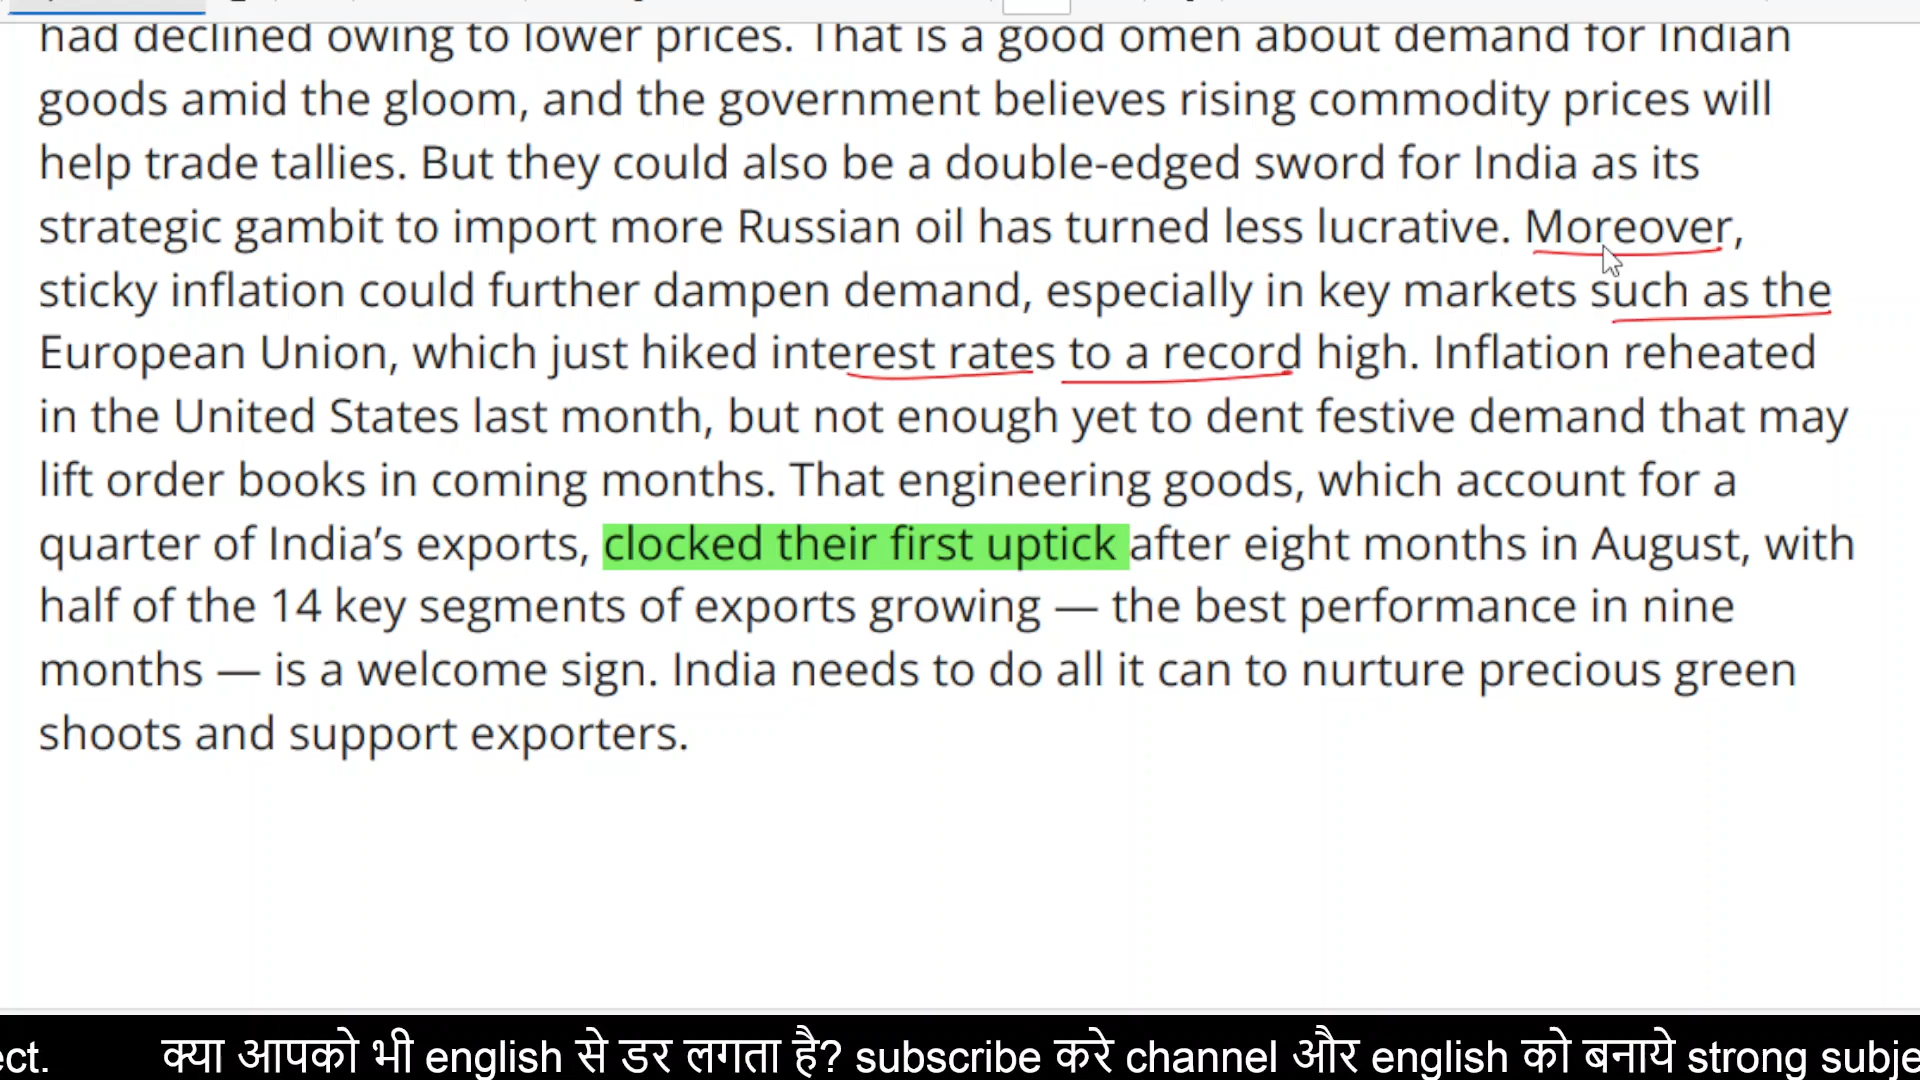 had declined owing to lower prices. That is a good omen about demand for Indian
goods amid the gloom, and the government believes rising commodity prices will
help trade tallies. But they could also be a double-edged sword for India as its
strategic gambit to import more Russian oil has turned less lucrative. Moreover,
sticky inflation could further dampen demand, especially in key markets such as the
European Union, which just hiked interest rates to a record high. Inflation reheated
in the United States last month, but not enough yet to dent festive demand that may
lift order books in coming months. That engineering goods, which account for a
quarter of India’s exports, clocked their first uptick after eight months in August, with
half of the 14 key segments of exports growing — the best performance in nine
months — is a welcome sign. India needs to do all it can to nurture precious green
shoots and support exporters.
ect. क्या आपको भी english से डर लगता है? subscribe करे channel और english को बनाये strong subje